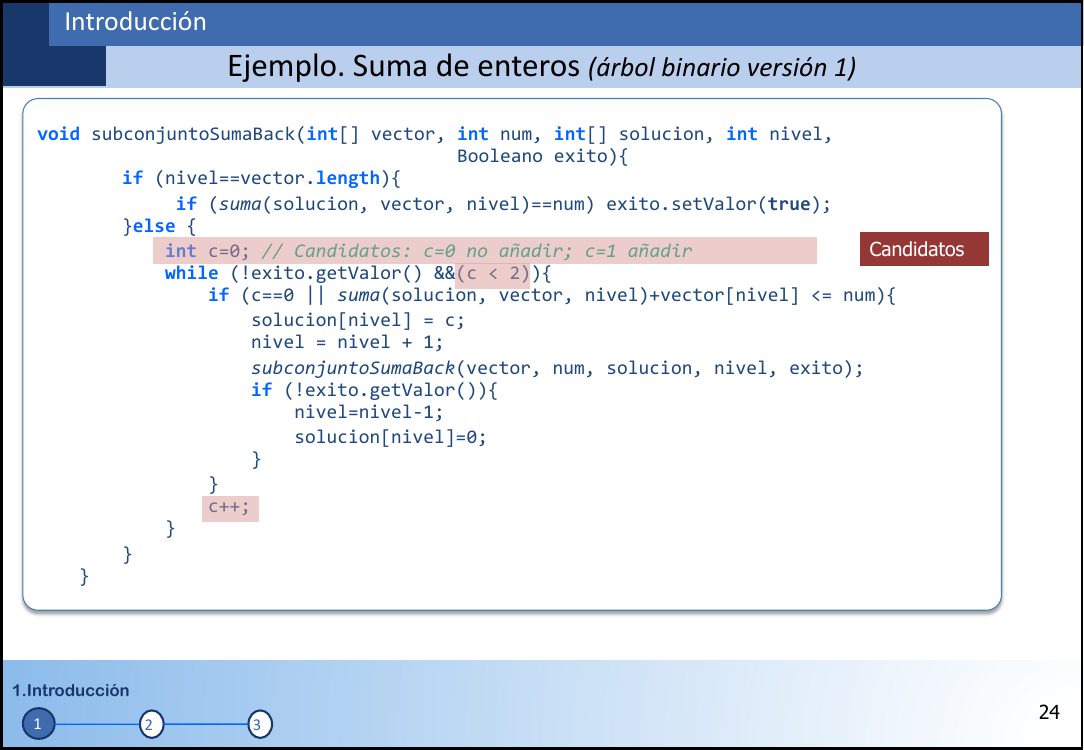 Introducción
Ejemplo. Suma de enteros (árbol binario versión 1)
void subconjuntoSumaBack(int[] vector, int num, int[] solucion, int nivel,
Booleano exito){
if (nivel==vector.length){
if (suma(solucion, vector, nivel)==num) exito.setValor(true);
}else {
int c=0; // Candidatos: c=0 no añadir; c=1 añadir
Candidatos
while (!exito.getValor() &&(c < 2)){
if (c==0 || suma(solucion, vector, nivel)+vector[nivel] <= num){
solucion[nivel] = c;
nivel = nivel + 1;
subconjuntoSumaBack(vector, num, solucion, nivel, exito);
if (!exito.getValor()){
nivel=nivel-1;
solucion[nivel]=0;
}
}
c++;
}
}
}
1.Introducción
1 2 3
24